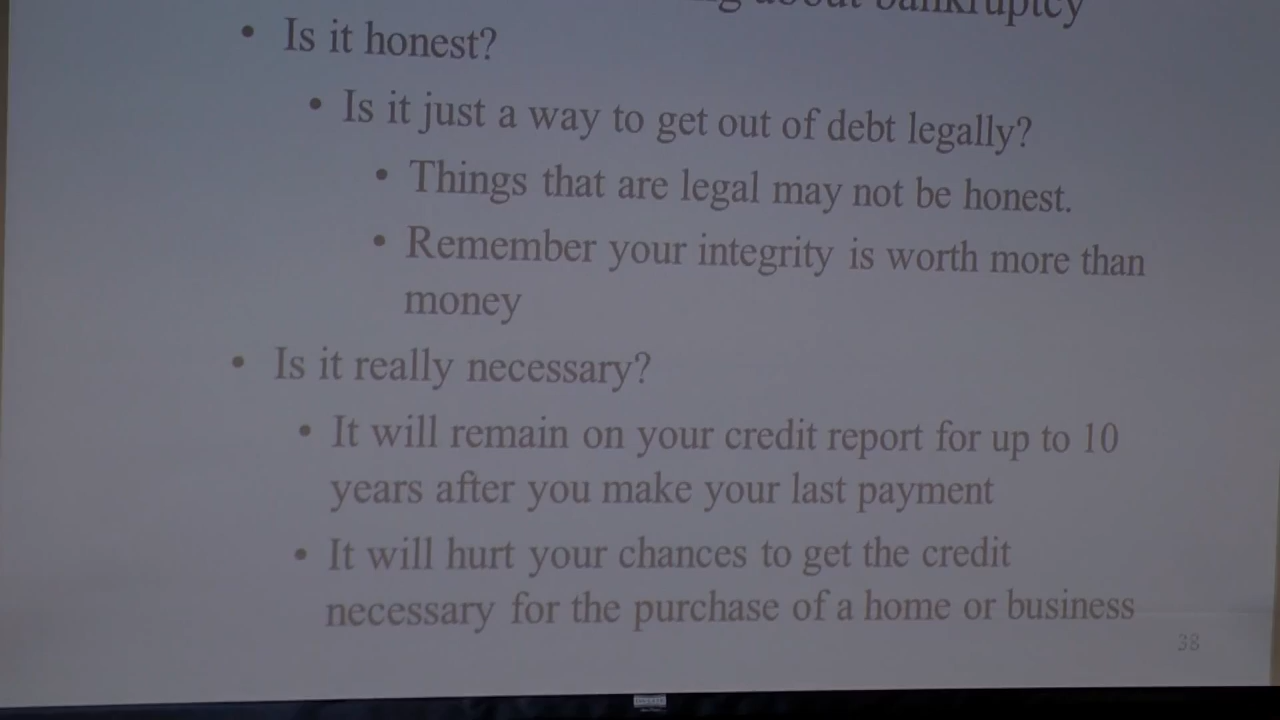 about bankruptcy
• Is it honest?
• Is it just a way to get out of debt legally?
• Things that are legal may not be honest.
• Remember your integrity is worth more than
money
• Is it really necessary?
• It will remain on your credit report for up to 10
years after you make your last payment
• It will hurt your chances to get the credit
necessary for the purchase of a home or business
38